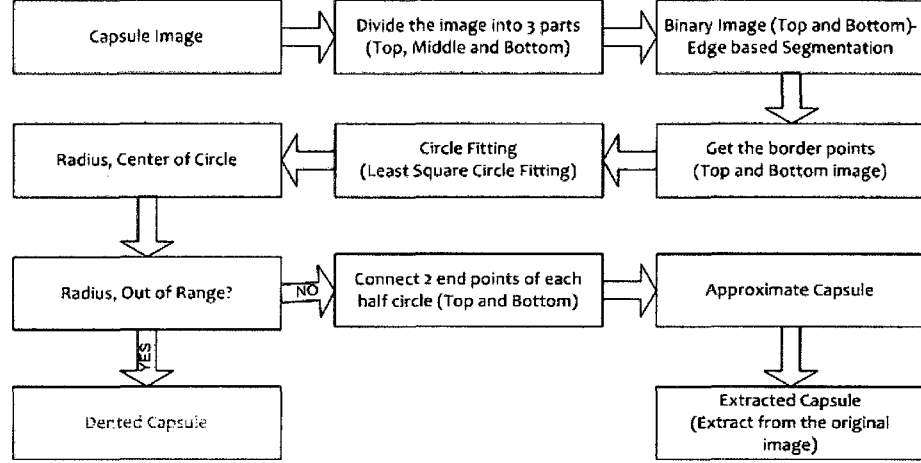 Capsule Image
Divide the image into 3 parts
(Top, Middle and Bottom)
Binary Image (Top and Bottom)-
Edge based Segmentation
Get the border points
(Top and Bottom image)
Circle Fitting
(Least Square Circle Fitting)
Radius, Center of Circle
Radius, Out of Range?
NO
Connect 2 end points of each
half circle (Top and Bottom)
Approximate Capsule
YES
Dented Capsule
Extracted Capsule
(Extract from the original
image)